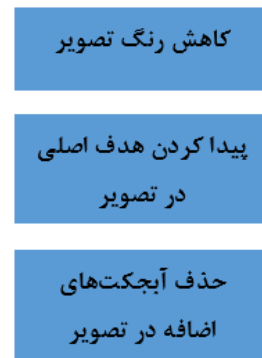 کاهش رنگ تصویر
پیدا کردن هدف اصلی
در تصویر
حذف آبجکت‌های
اضافه در تصویر